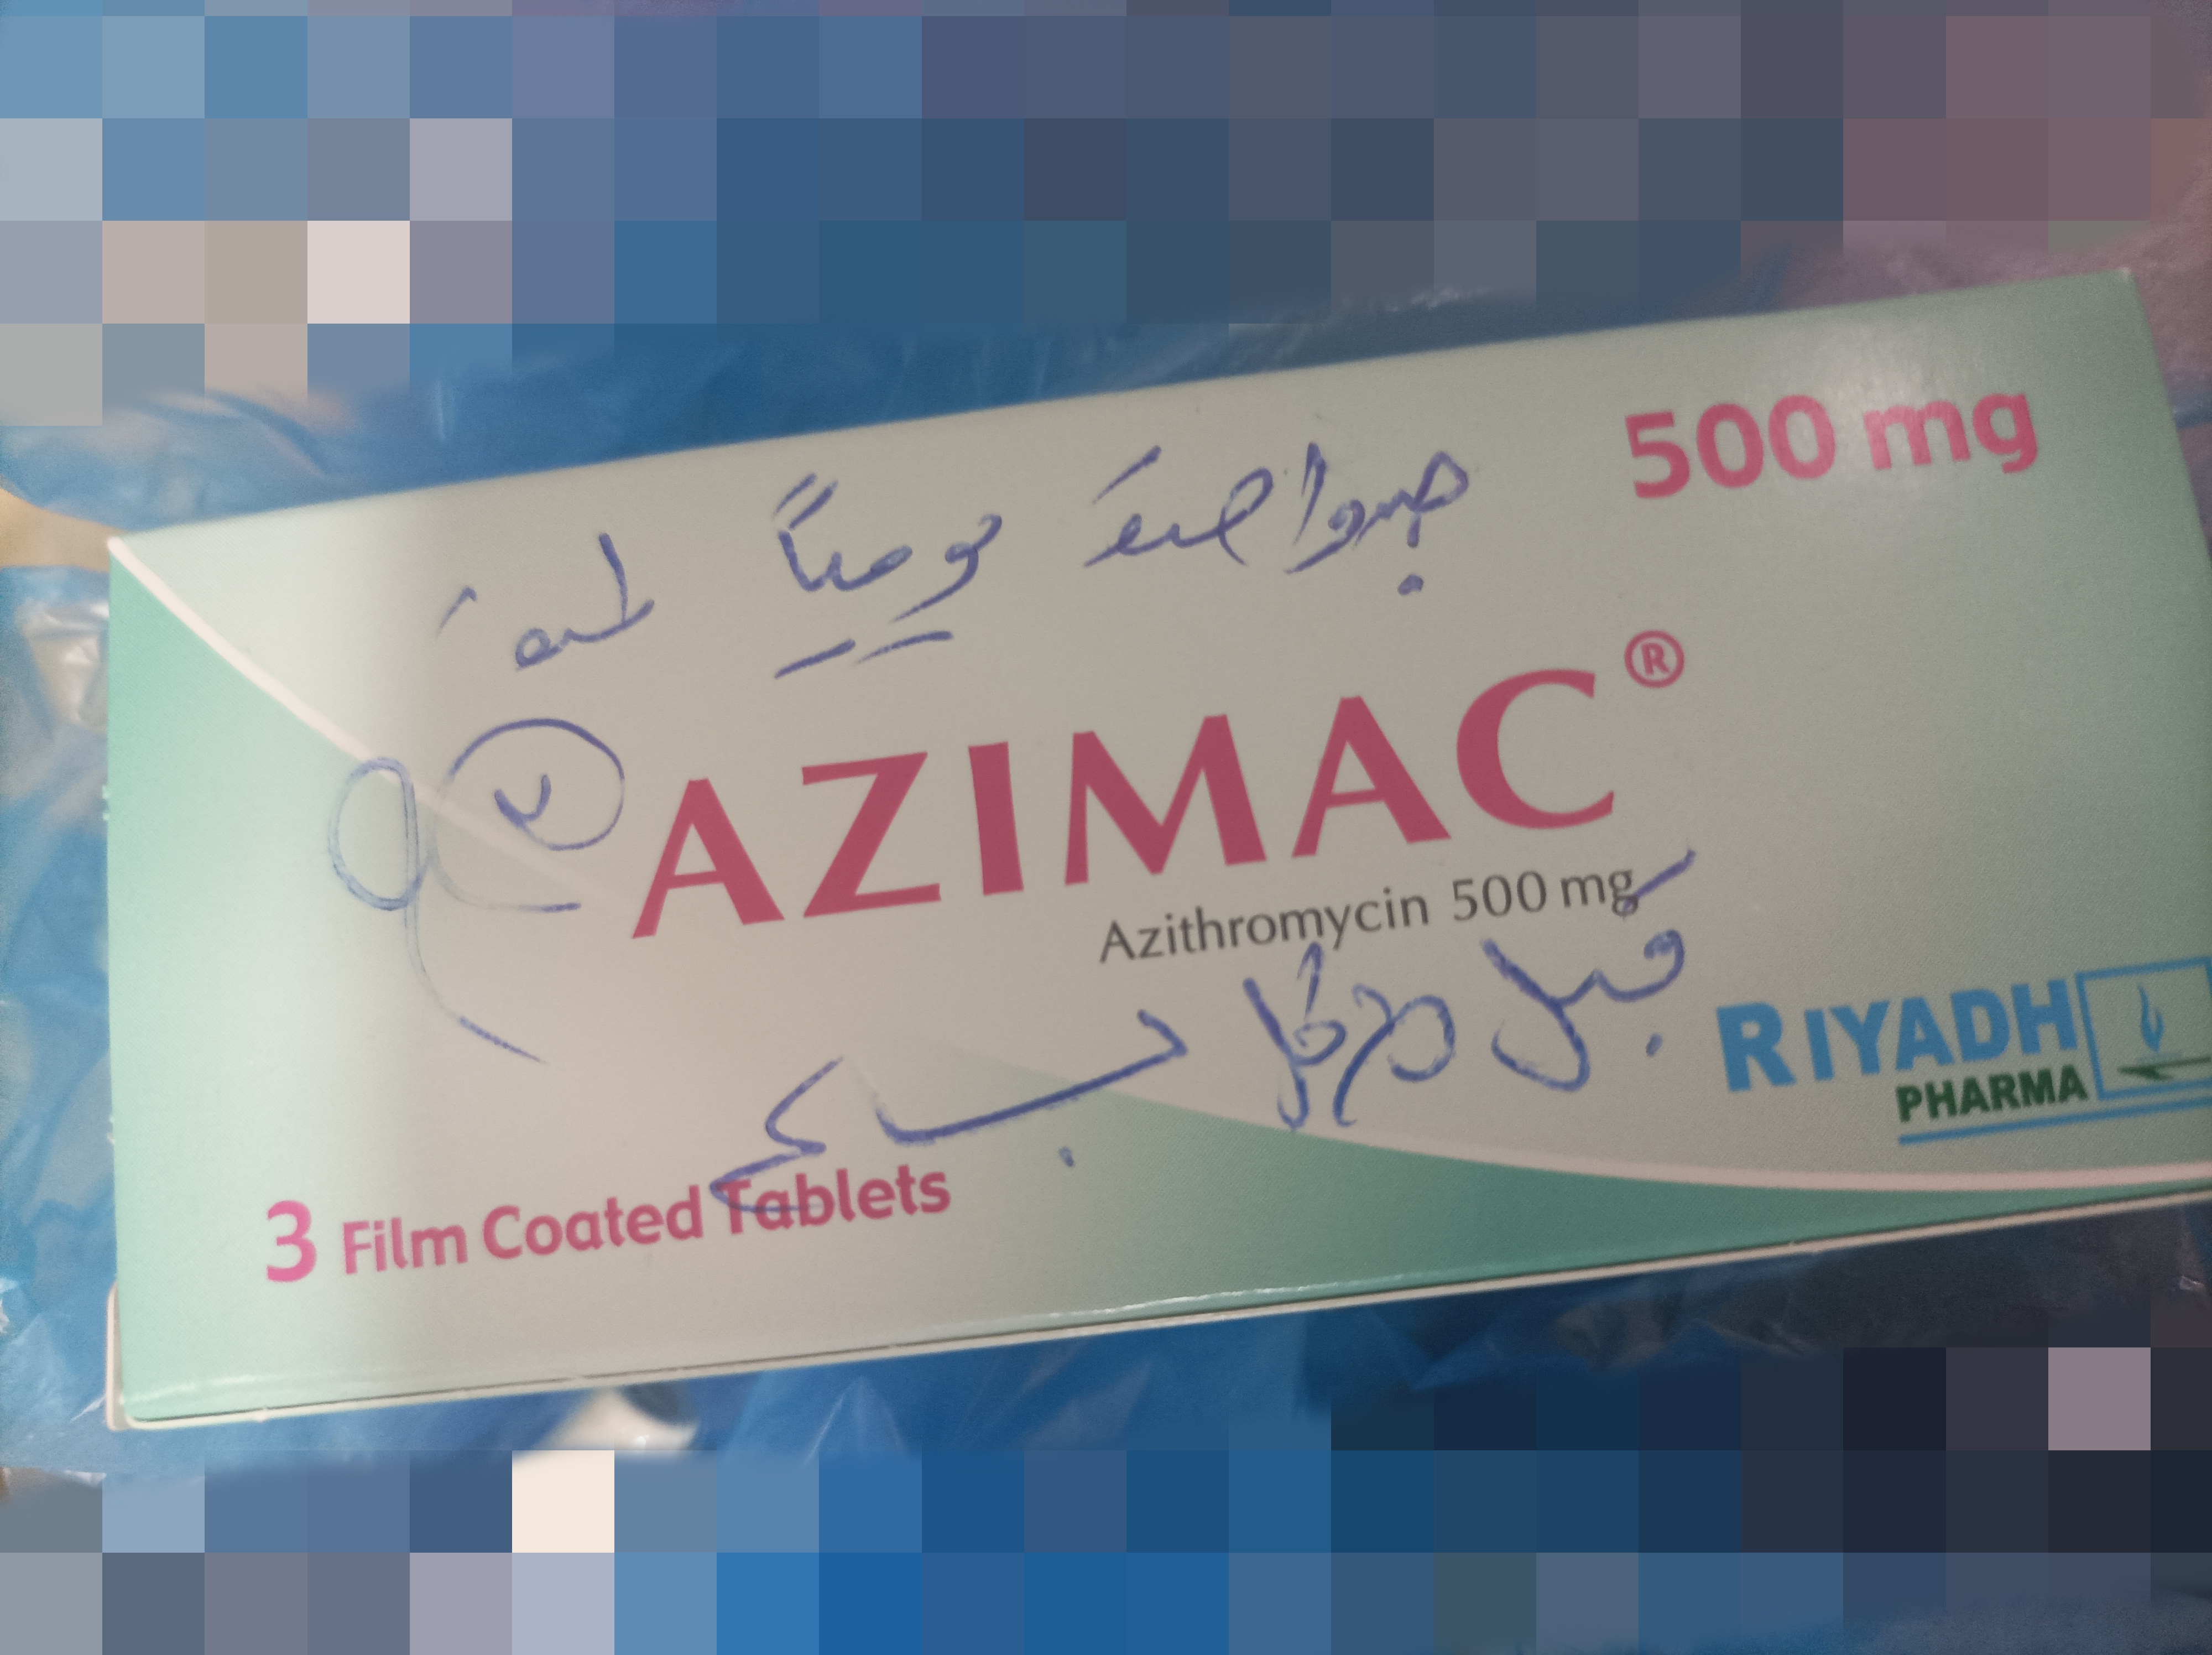 500 mg
حبة واحدة يومياً لمدة
AZIMAC®
Azithromycin 500 mg
قبل الأكل بساعة
RIYADH
PHARMA
3 Film Coated Tablets